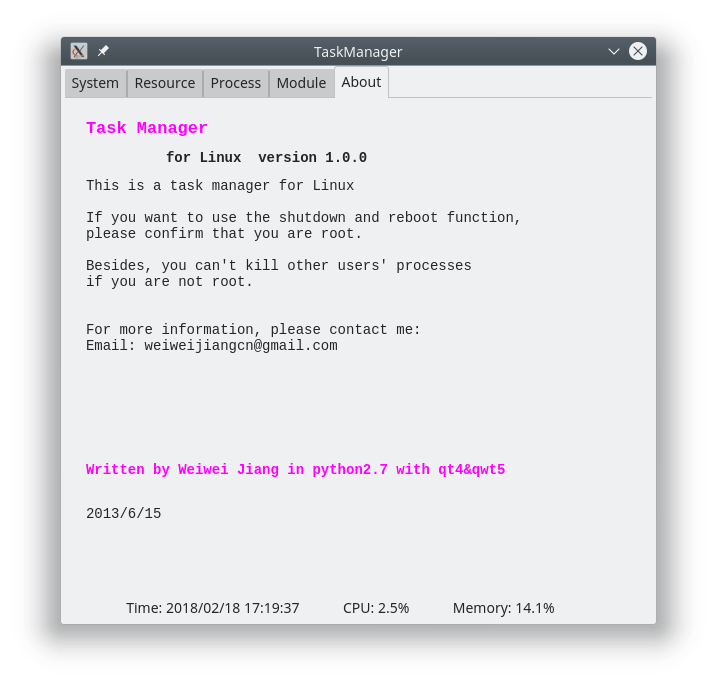 TaskManager
System Resource Process Module About
Task Manager
for Linux  version 1.0.0
This is a task manager for Linux
If you want to use the shutdown and reboot function,
please confirm that you are root.
Besides, you can't kill other users' processes
if you are not root.
For more information, please contact me:
Email: weiweijiangcn@gmail.com
Written by Weiwei Jiang in python2.7 with qt4&qwt5
2013/6/15
Time: 2018/02/18 17:19:37 CPU: 2.5% Memory: 14.1%